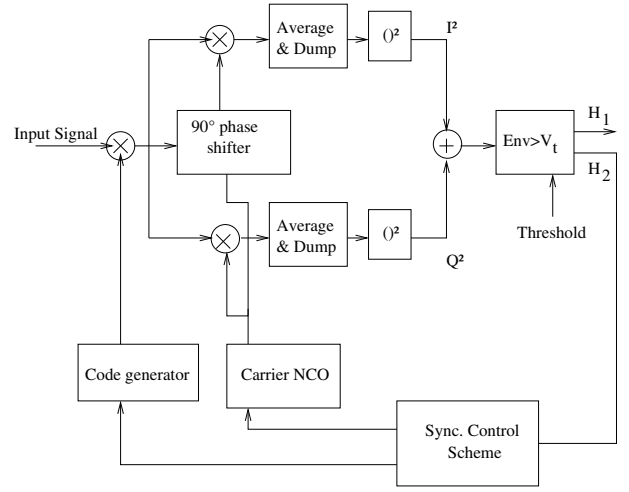 Average
& Dump
()²
I²
Input Signal
90° phase
shifter
Env>V_t
H_1
H_2
Average
& Dump
()²
Q²
Threshold
Code generator
Carrier NCO
Sync. Control
Scheme